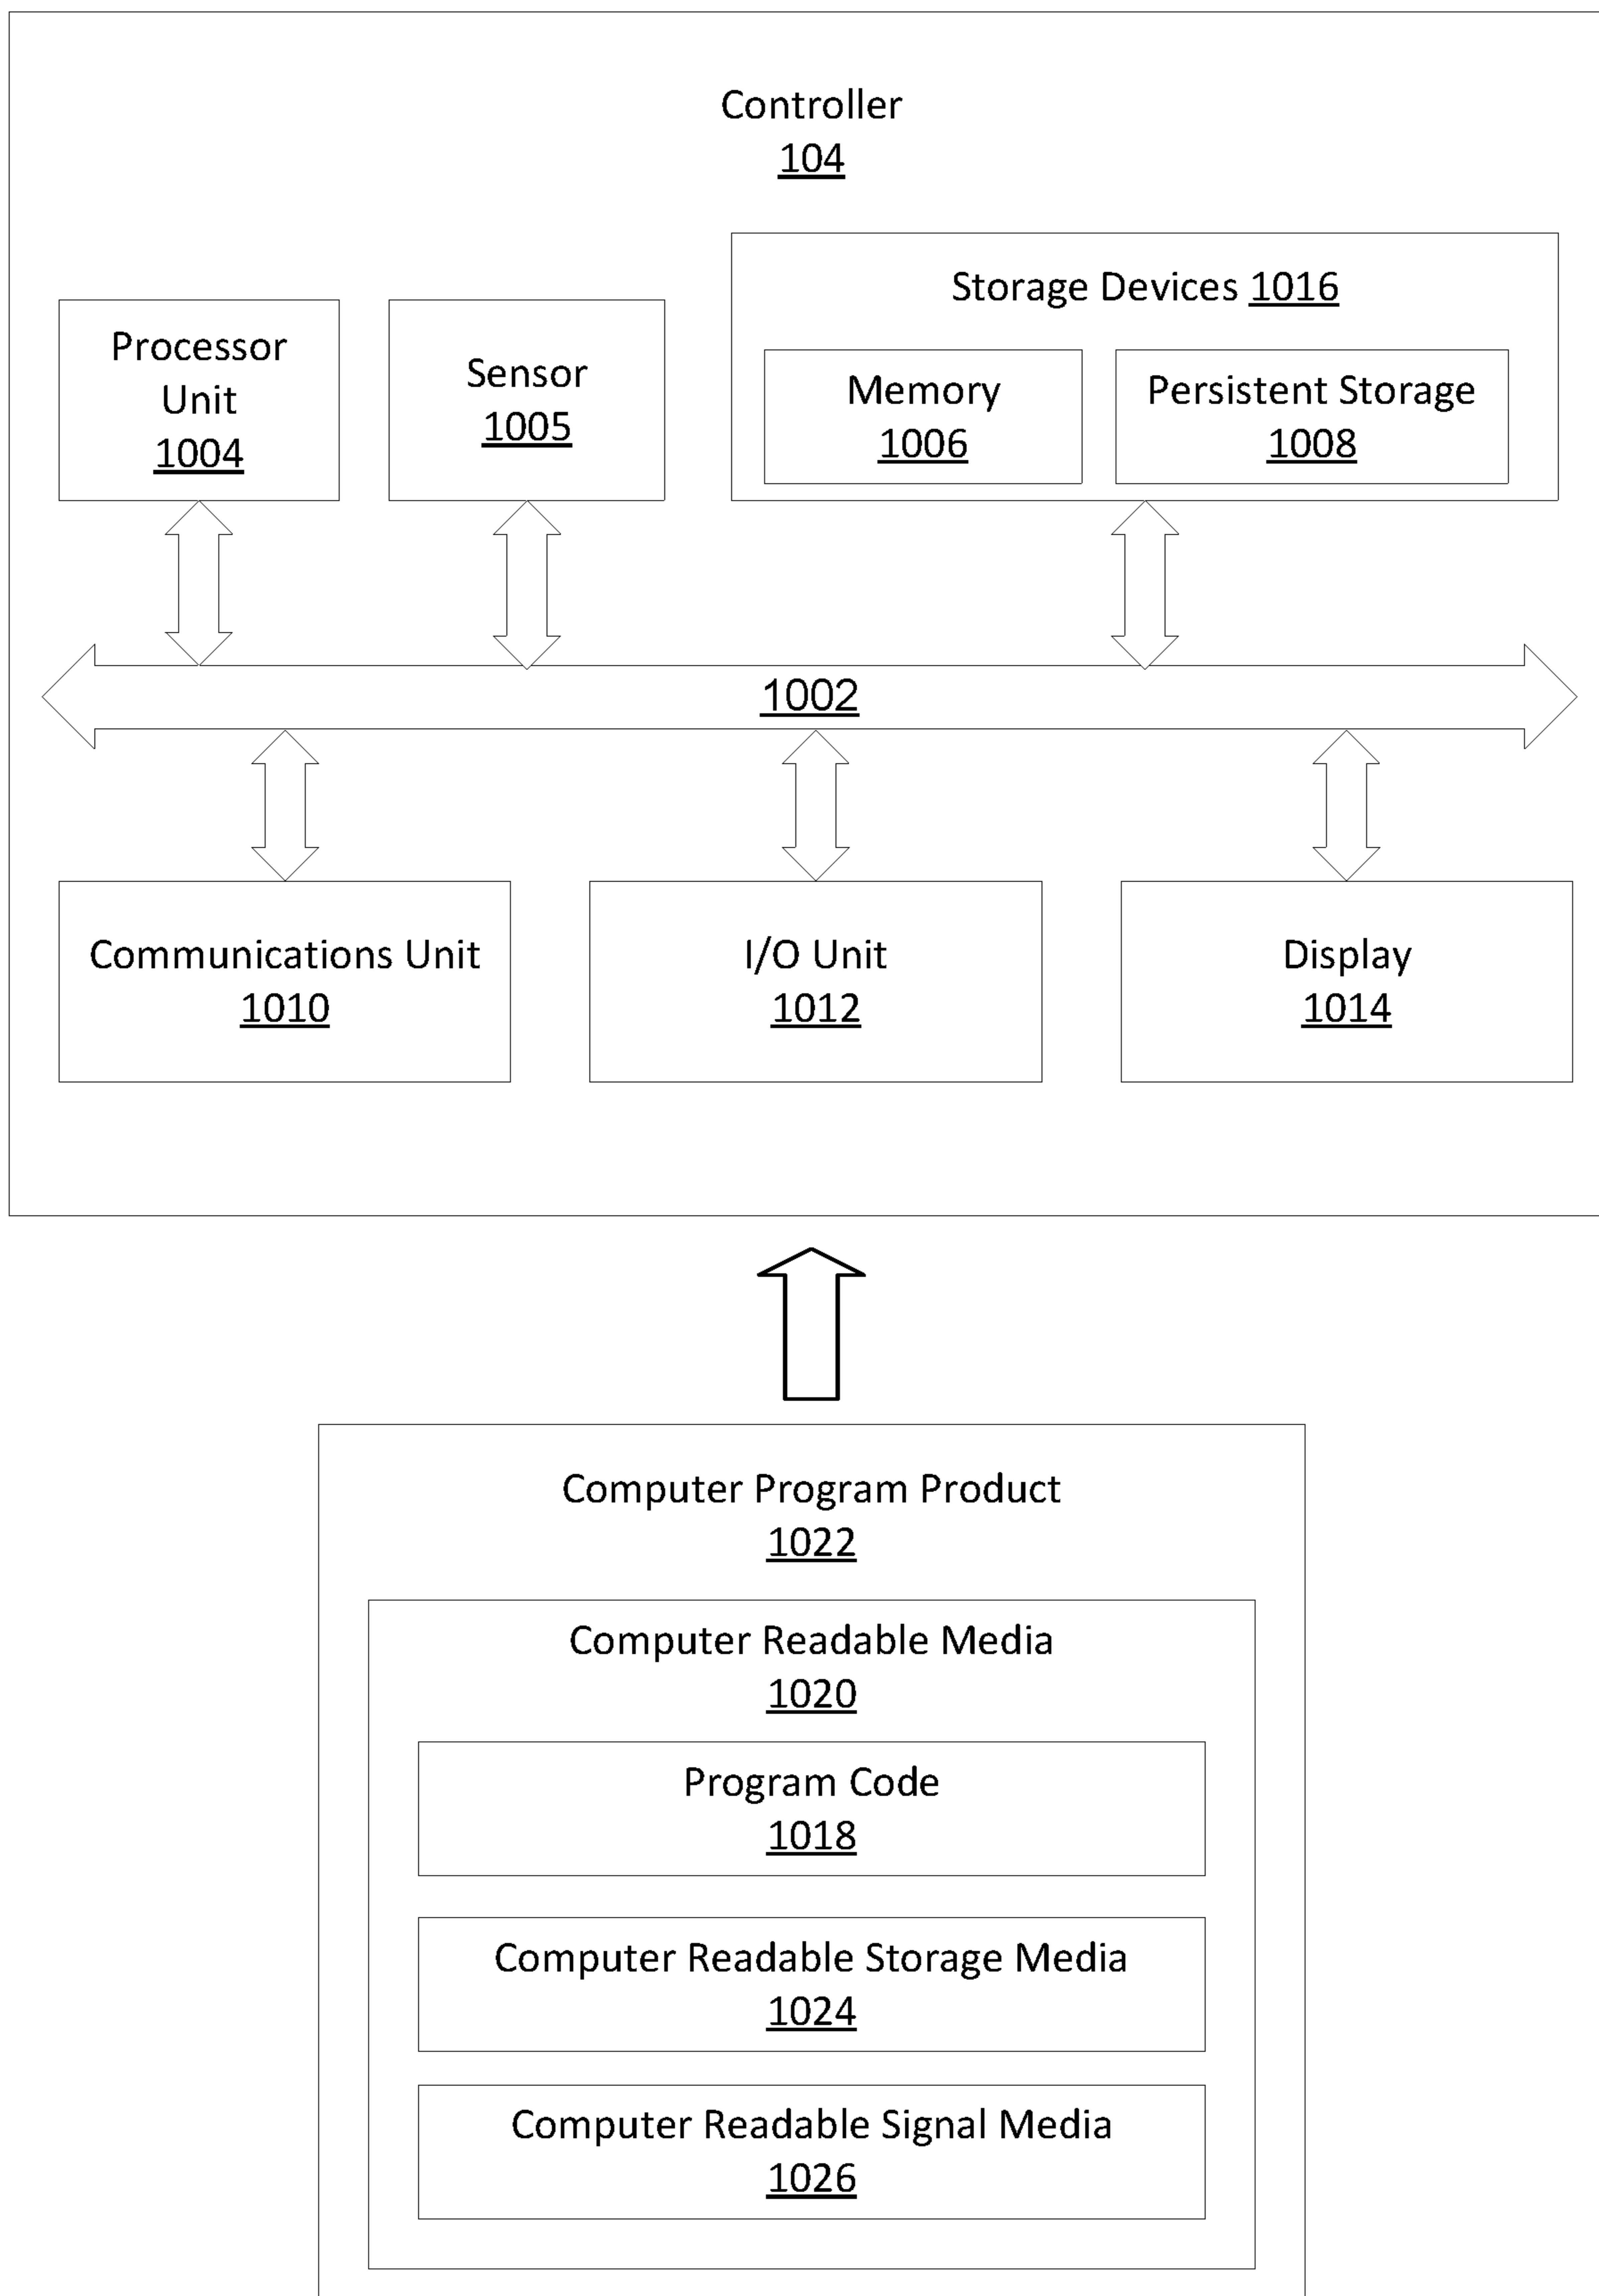 Controller
104
Storage Devices 1016
Processor
Unit
1004
Sensor
1005
Memory
1006
Persistent Storage
1008
1002
Communications Unit
1010
I/O Unit
1012
Display
1014
Computer Program Product
1022
Computer Readable Media
1020
Program Code
1018
Computer Readable Storage Media
1024
Computer Readable Signal Media
1026